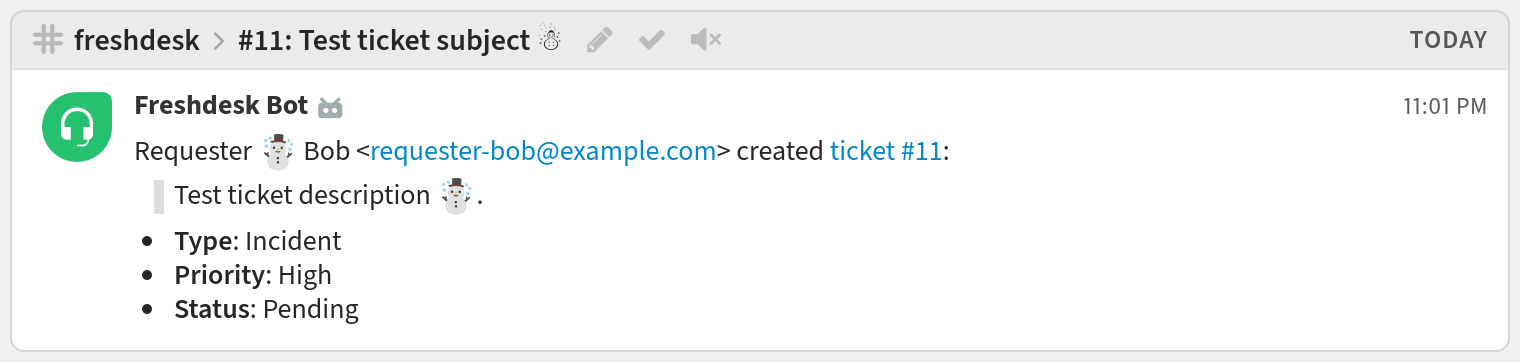 freshdesk > #11: Test ticket subject ☃ TODAY
Freshdesk Bot 11:01 PM
Requester ☃️ Bob <requester-bob@example.com> created ticket #11:
Test ticket description ☃️.
• Type: Incident
• Priority: High
• Status: Pending